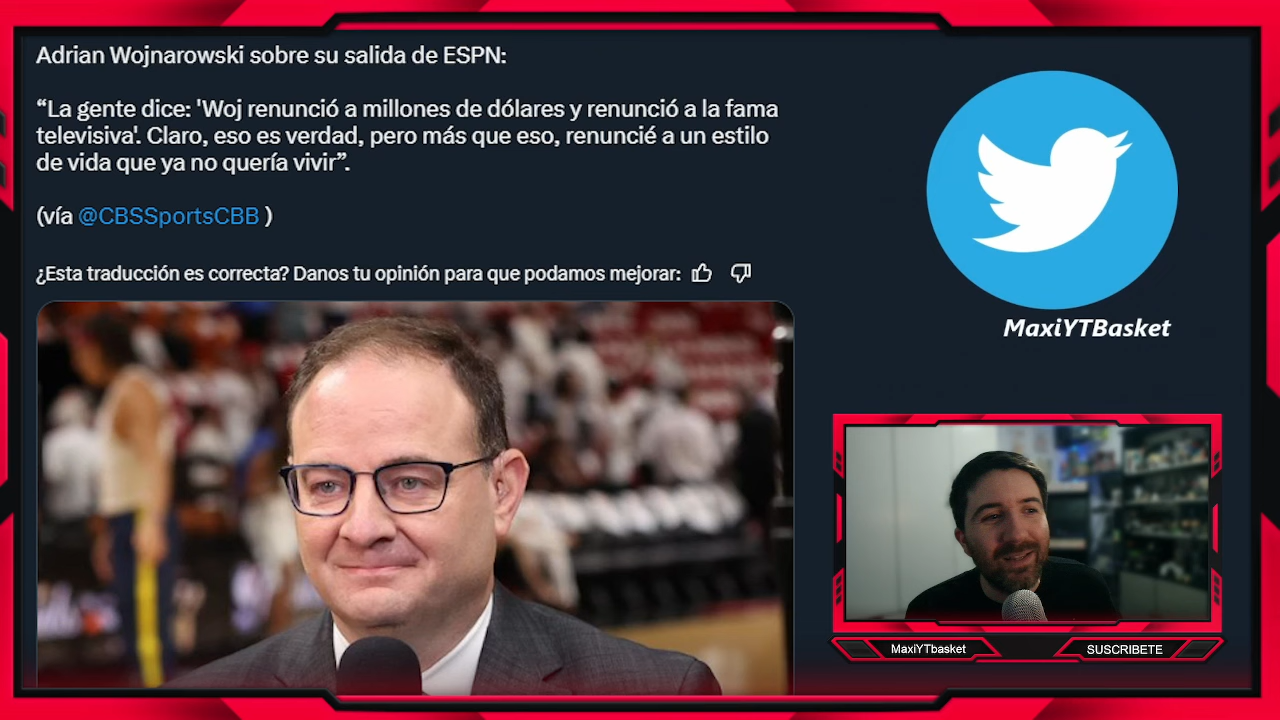 Adrian Wojnarowski sobre su salida de ESPN:
“La gente dice: 'Woj renunció a millones de dólares y renunció a la fama
televisiva'. Claro, eso es verdad, pero más que eso, renuncié a un estilo
de vida que ya no quería vivir”.
(vía @CBSSportsCBB )
¿Esta traducción es correcta? Danos tu opinión para que podamos mejorar:
MaxiYTBasket
MaxiYTbasket
SUSCRIBETE